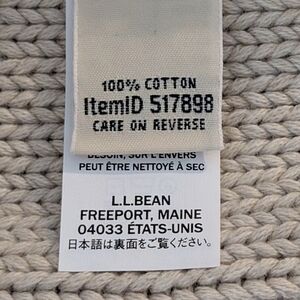 100% COTTON
ItemID 517898
CARE ON REVERSE
BESOIN, SUR L'ENVERS
PEUT ÊTRE NETTOYÉ À SEC
L.L.BEAN
FREEPORT, MAINE
04033 ÉTATS-UNIS
日本語は裏面をご覧ください。